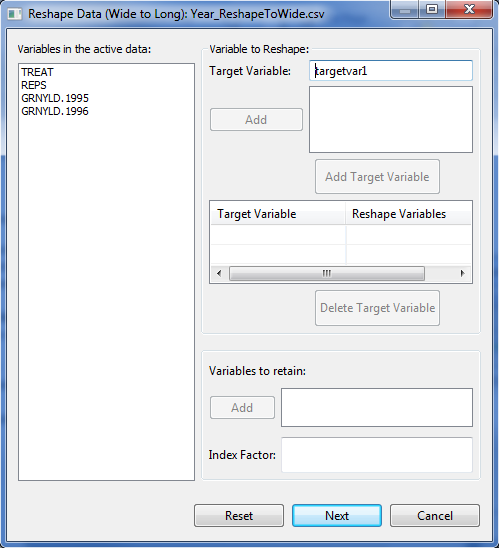 Reshape Data (Wide to Long): Year_ReshapeToWide.csv
Variables in the active data:
TREAT
REPS
GRNYLD.1995
GRNYLD.1996
Variable to Reshape:
Target Variable: targetvar1
Add
Add Target Variable
Target Variable Reshape Variables
Delete Target Variable
Variables to retain:
Add
Index Factor:
Reset Next Cancel